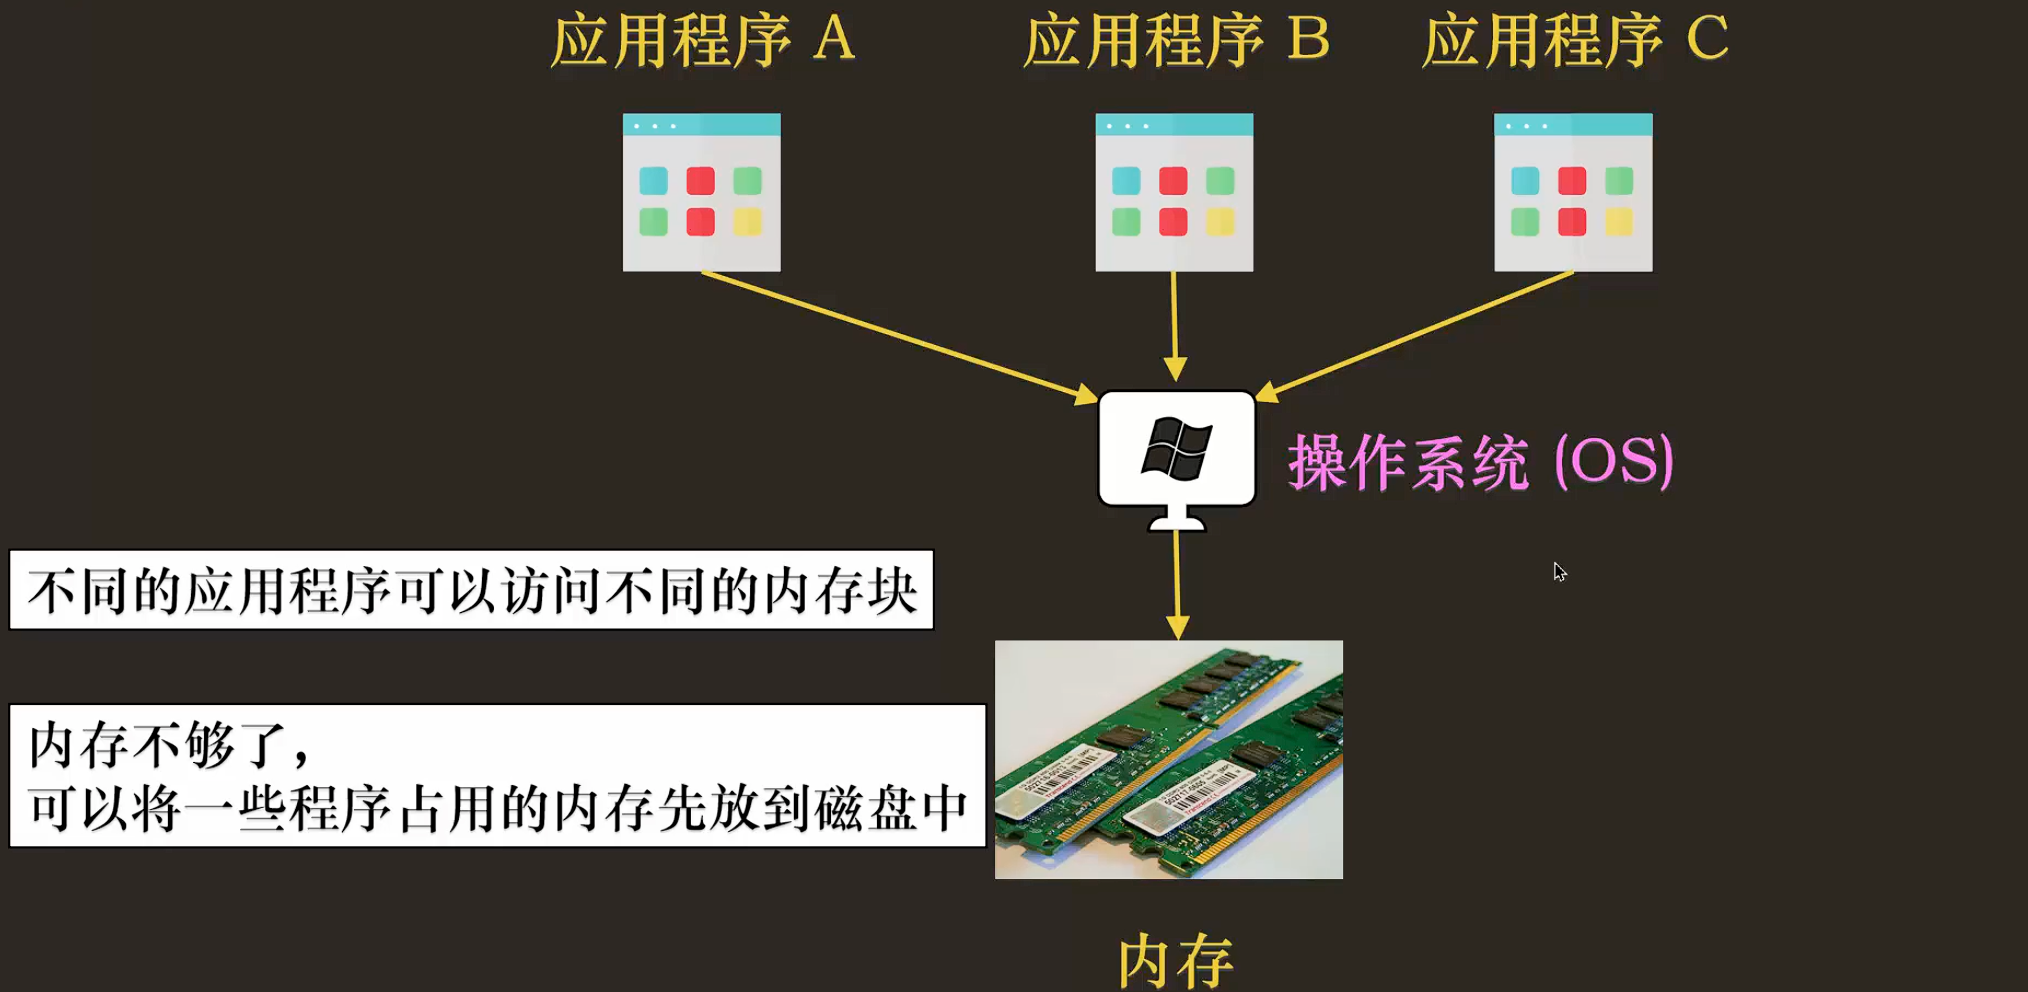 应用程序 A
应用程序 B
应用程序 C
操作系统 (OS)
不同的应用程序可以访问不同的内存块
内存不够了，
可以将一些程序占用的内存先放到磁盘中
内存